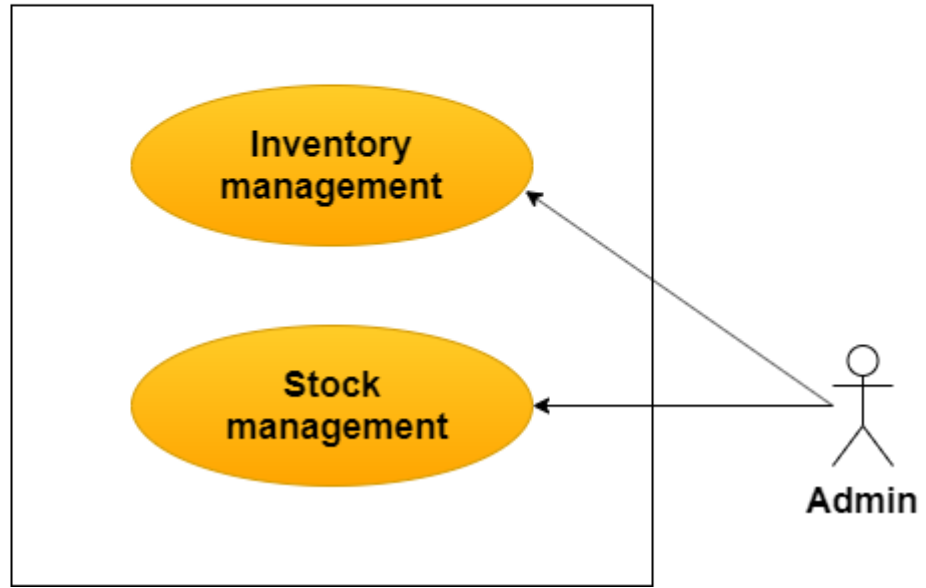 Inventory
management
Stock
management
Admin